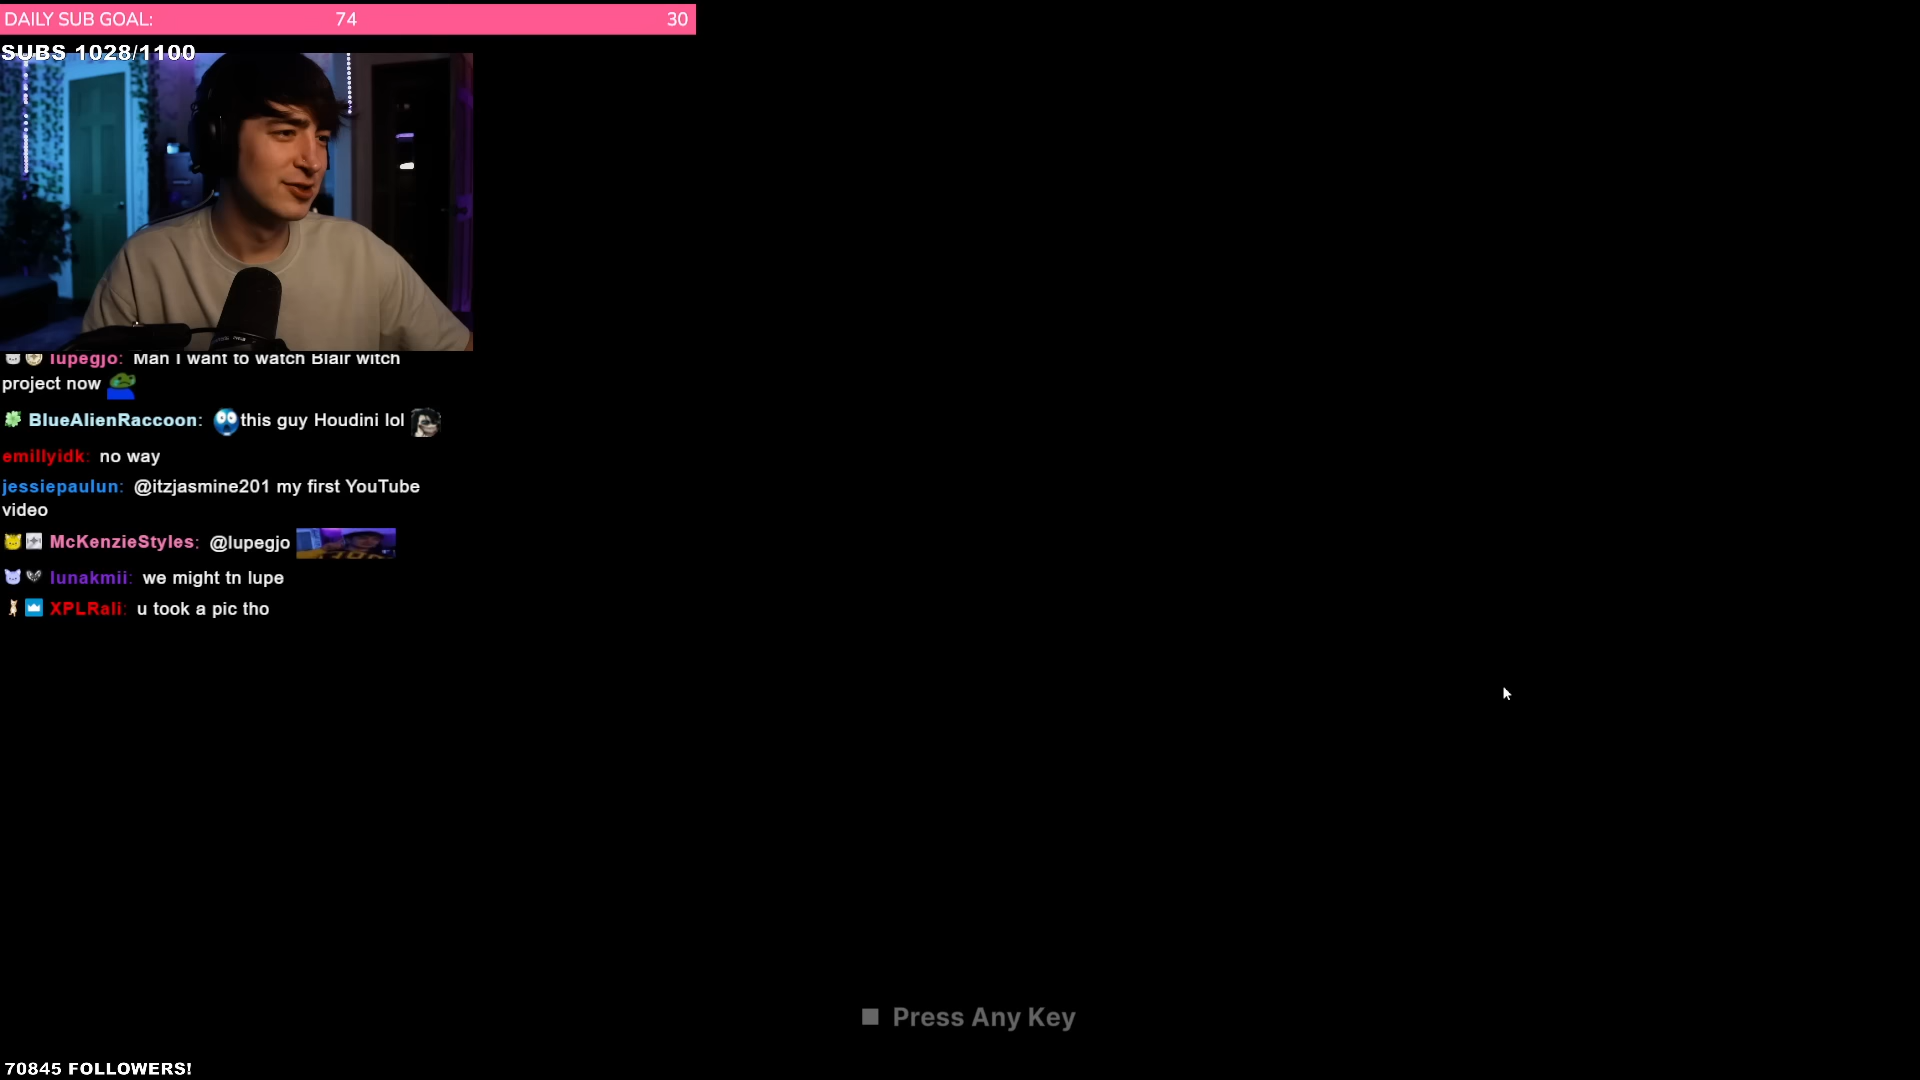 DAILY SUB GOAL: 74 30
SUBS 1028/1100
lupegjo: Man I want to watch Blair witch
project now
BlueAlienRaccoon: this guy Houdini lol
emillyidk: no way
jessiepaulun: @itzjasmine201 my first YouTube
video
McKenzieStyles: @lupegjo
lunakmii: we might tn lupe
XPLRali: u took a pic tho
Press Any Key
70845 FOLLOWERS!